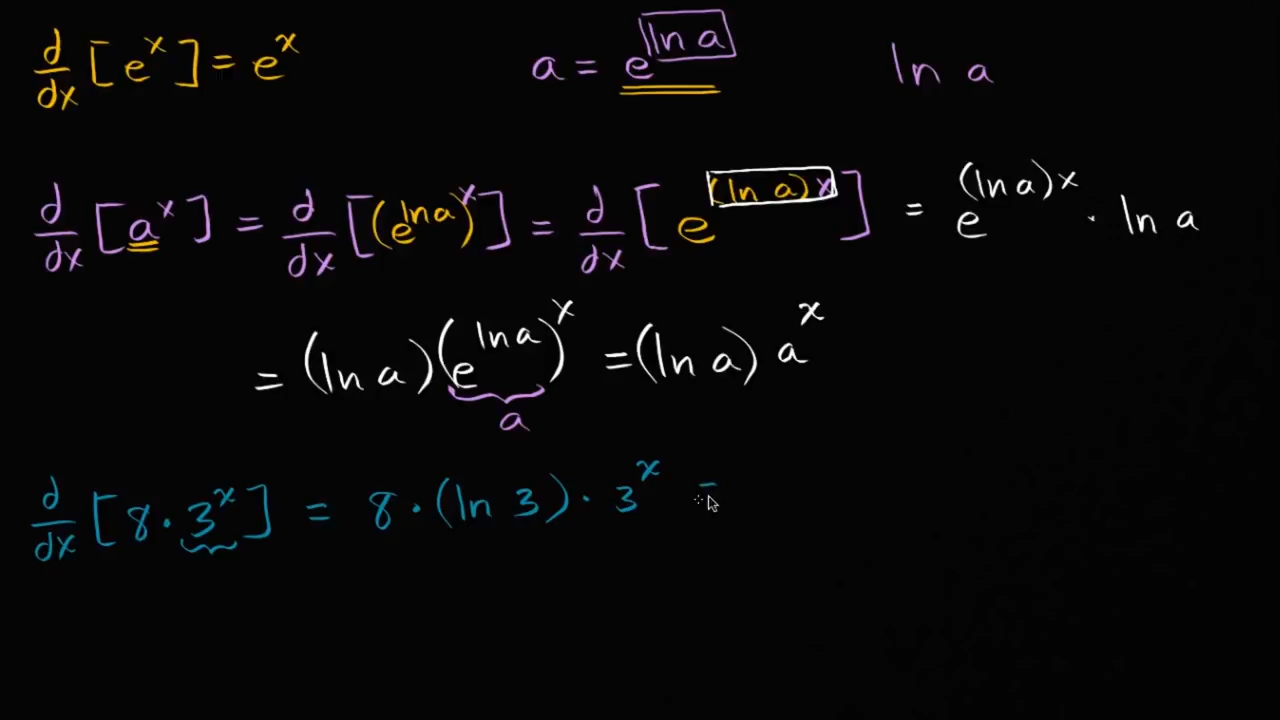 d/dx [e^x] = e^x a = e^(ln a) ln a
d/dx [a^x] = d/dx [(e^(ln a))^x] = d/dx [e^((ln a)x)] = e^((ln a)x) · ln a
= (ln a)(e^(ln a))^x = (ln a) a^x
a
d/dx [8 · 3^x] = 8 · (ln 3) · 3^x